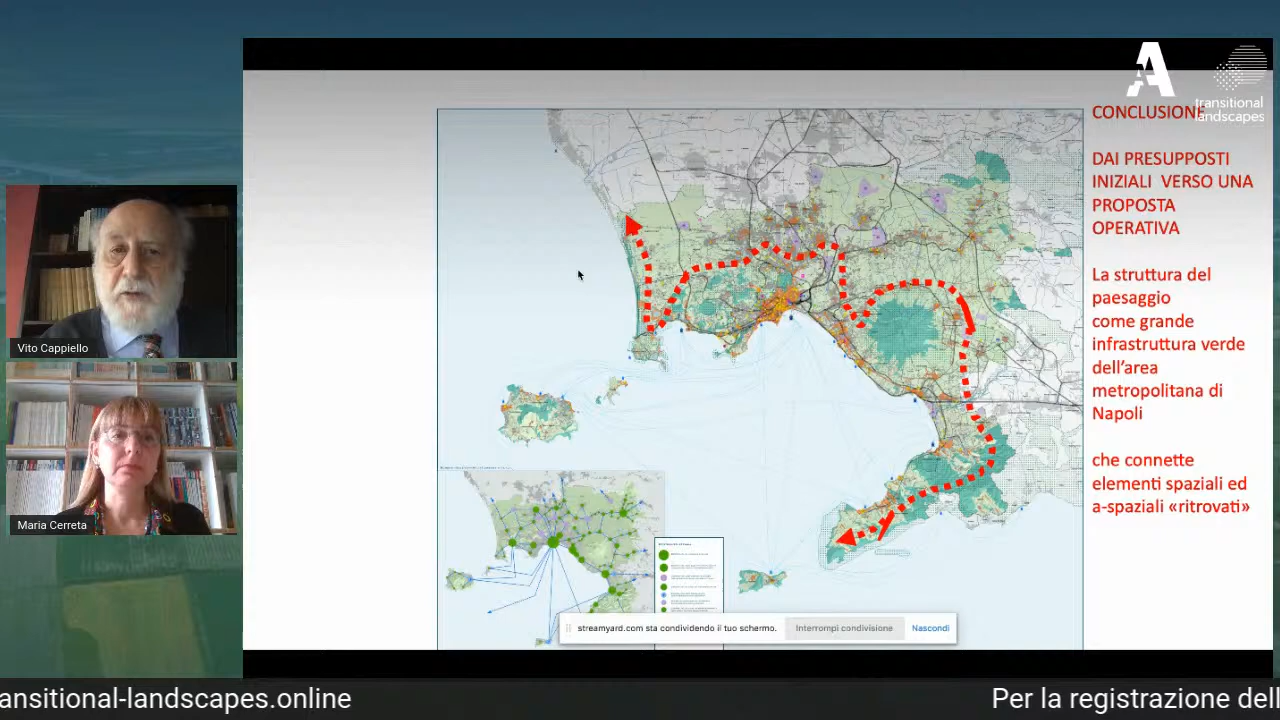 transitional
landscapes
CONCLUSIONE
DAI PRESUPPOSTI
INIZIALI VERSO UNA
PROPOSTA
OPERATIVA
La struttura del
paesaggio
come grande
infrastruttura verde
dell'area
metropolitana di
Napoli
che connette
elementi spaziali ed
a-spaziali «ritrovati»
Vito Cappiello
Maria Cerreta
streamyard.com sta condividendo il tuo schermo.
Interrompi condivisione
Nascondi
ansitional-landscapes.online
Per la registrazione dell